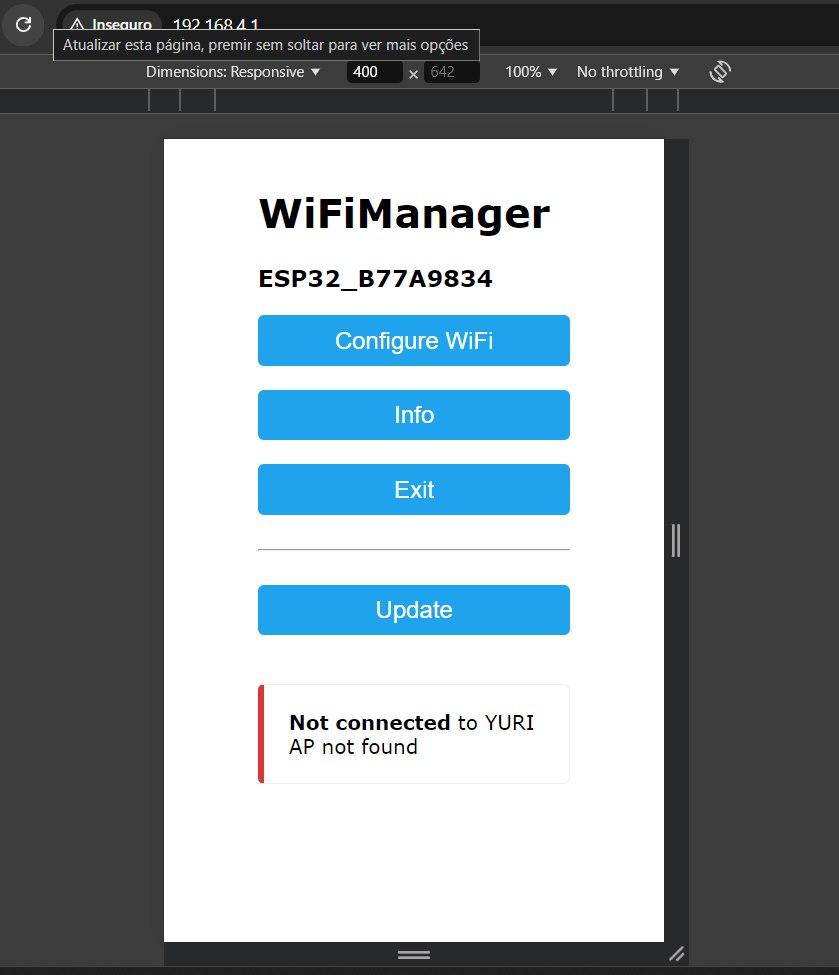 Inseguro 192.168.4.1
Atualizar esta página, premir sem soltar para ver mais opções
Dimensions: Responsive ▼ 400 × 642 100% ▼ No throttling ▼
WiFiManager
ESP32_B77A9834
Configure WiFi
Info
Exit
Update
Not connected to YURI
AP not found